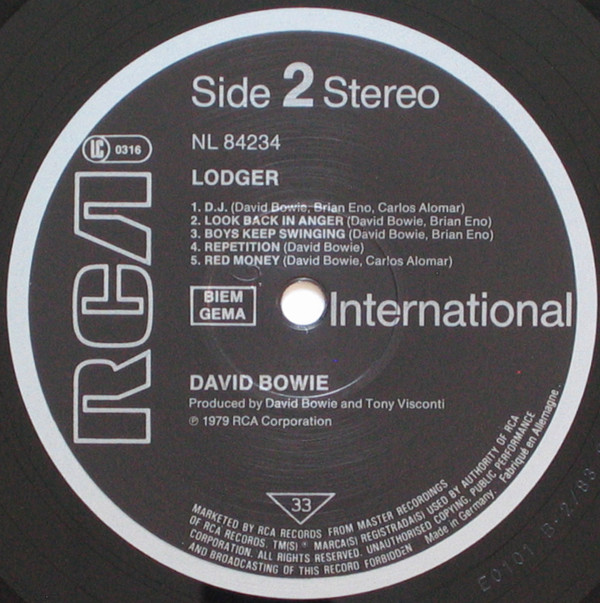 Side 2 Stereo
LC 0316
NL 84234
LODGER
1. D.J. (David Bowie, Brian Eno, Carlos Alomar)
2. LOOK BACK IN ANGER (David Bowie, Brian Eno)
3. BOYS KEEP SWINGING (David Bowie, Brian Eno)
4. REPETITION (David Bowie)
5. RED MONEY (David Bowie, Carlos Alomar)
RCA
BIEM
GEMA
International
DAVID BOWIE
Produced by David Bowie and Tony Visconti
℗ 1979 RCA Corporation
33
MARKETED BY RCA RECORDS FROM MASTER RECORDINGS
OF RCA RECORDS. TM(S) ® MARCA(S) REGISTRADA(S) USED BY AUTHORITY OF RCA
CORPORATION. ALL RIGHTS RESERVED. UNAUTHORISED COPYING, PUBLIC PERFORMANCE
AND BROADCASTING OF THIS RECORD FORBIDDEN Made in Germany. Fabriqué en Allemagne.